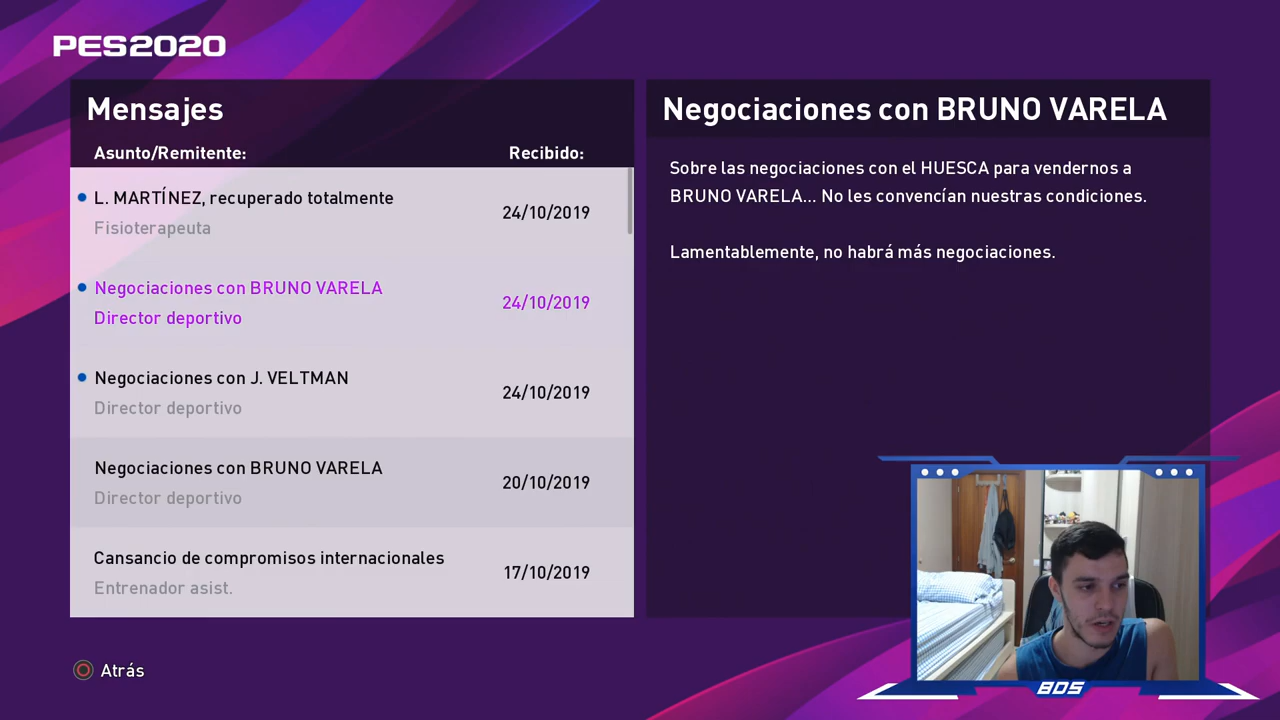 PES2020
Mensajes
Asunto/Remitente: Recibido:
L. MARTÍNEZ, recuperado totalmente
Fisioterapeuta
24/10/2019
Negociaciones con BRUNO VARELA
Director deportivo
24/10/2019
Negociaciones con J. VELTMAN
Director deportivo
24/10/2019
Negociaciones con BRUNO VARELA
Director deportivo
20/10/2019
Cansancio de compromisos internacionales
Entrenador asist.
17/10/2019
Negociaciones con BRUNO VARELA
Sobre las negociaciones con el HUESCA para vendernos a
BRUNO VARELA... No les convencían nuestras condiciones.
Lamentablemente, no habrá más negociaciones.
Atrás
BDS